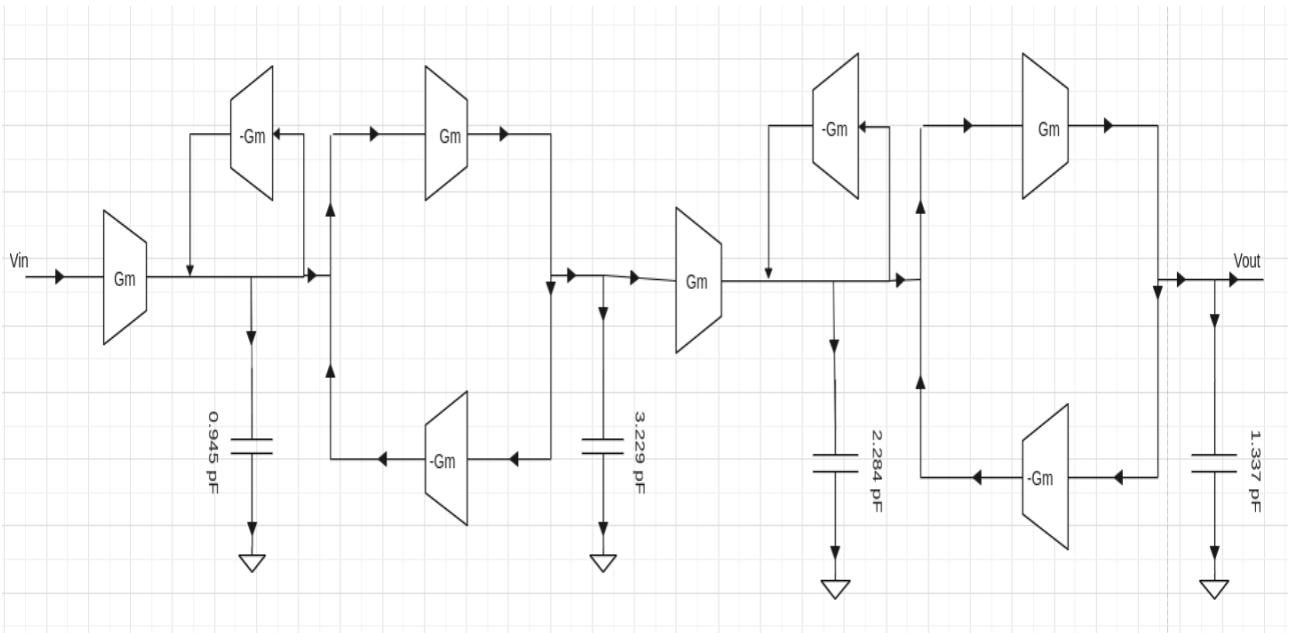 -Gm
Gm
-Gm
Gm
Vin
Gm
Gm
Vout
0.945 pF
-Gm
3.229 pF
2.284 pF
-Gm
1.337 pF